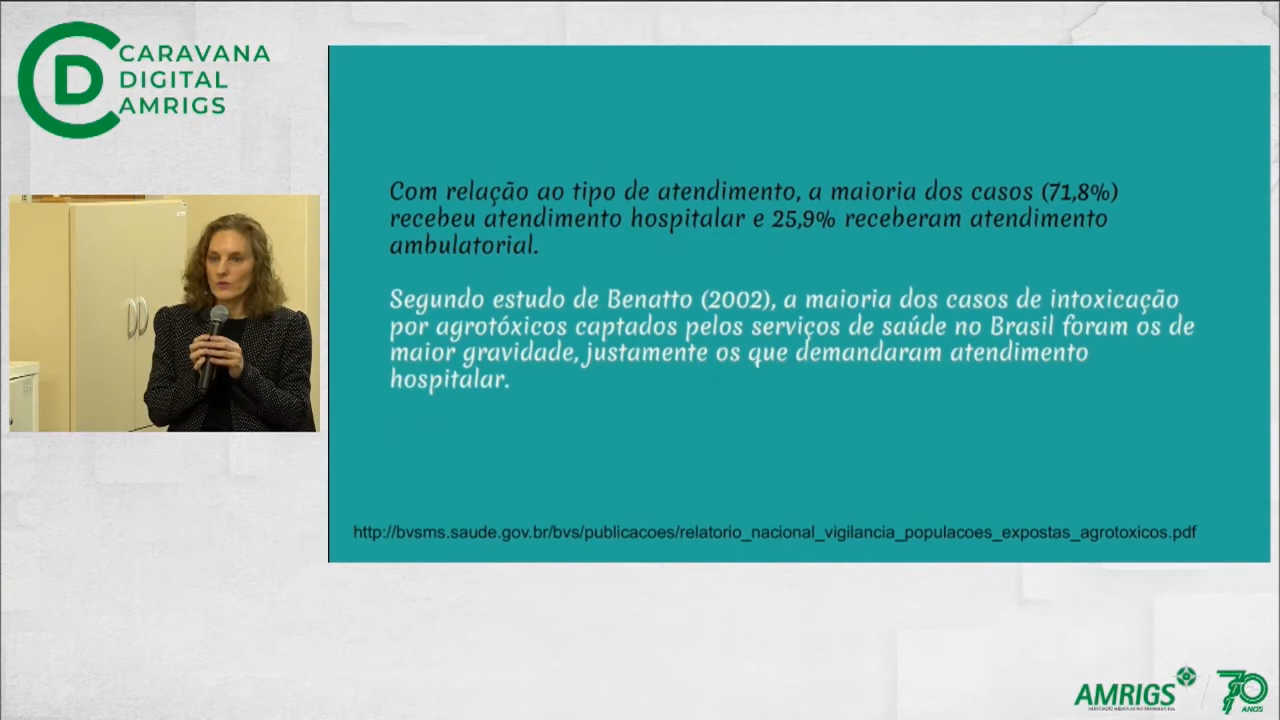 CARAVANA
DIGITAL
AMRIGS
Com relação ao tipo de atendimento, a maioria dos casos (71,8%)
recebeu atendimento hospitalar e 25,9% receberam atendimento
ambulatorial.
Segundo estudo de Benatto (2002), a maioria dos casos de intoxicação
por agrotóxicos captados pelos serviços de saúde no Brasil foram os de
maior gravidade, justamente os que demandaram atendimento
hospitalar.
http://bvsms.saude.gov.br/bvs/publicacoes/relatorio_nacional_vigilancia_populacoes_expostas_agrotoxicos.pdf
AMRIGS
70
ANOS